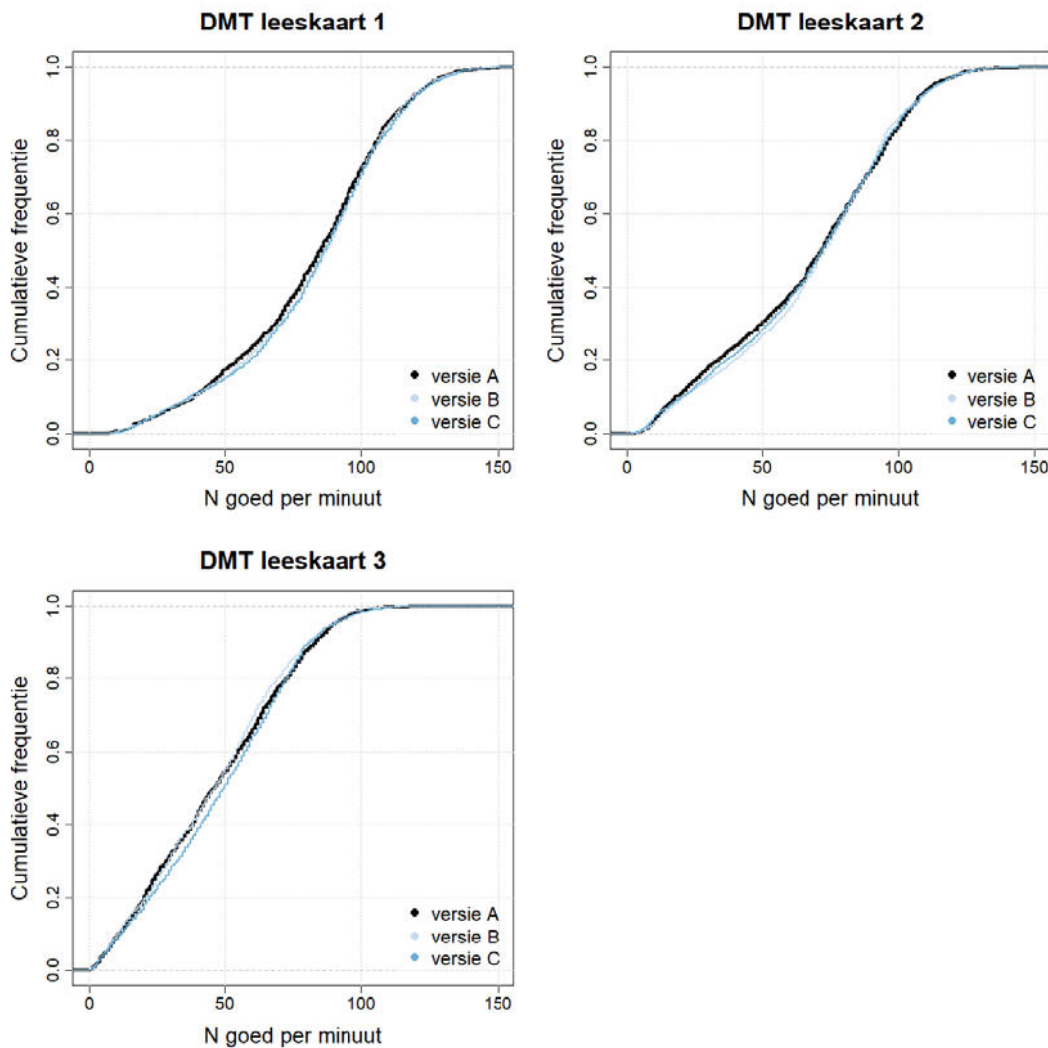 DMT leeskaart 1
Cumulatieve frequentie
1.0
0.8
0.6
0.4
0.2
0.0
versie A
versie B
versie C
0 50 100 150
N goed per minuut
DMT leeskaart 2
Cumulatieve frequentie
1.0
0.8
0.6
0.4
0.2
0.0
versie A
versie B
versie C
0 50 100 150
N goed per minuut
DMT leeskaart 3
Cumulatieve frequentie
1.0
0.8
0.6
0.4
0.2
0.0
versie A
versie B
versie C
0 50 100 150
N goed per minuut